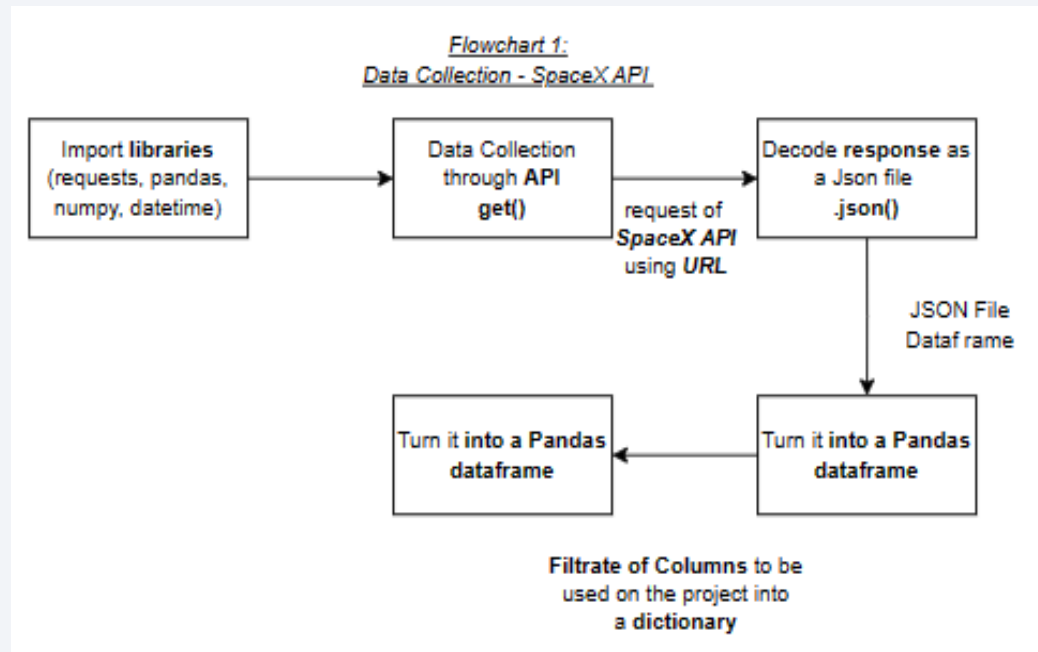 Flowchart 1:
Data Collection - SpaceX API
Import libraries
(requests, pandas,
numpy, datetime)
Data Collection
through API
get()
request of
SpaceX API
using URL
Decode response as
a Json file
.json()
JSON File
Dataf rame
Turn it into a Pandas
dataframe
Turn it into a Pandas
dataframe
Filtrate of Columns to be
used on the project into
a dictionary